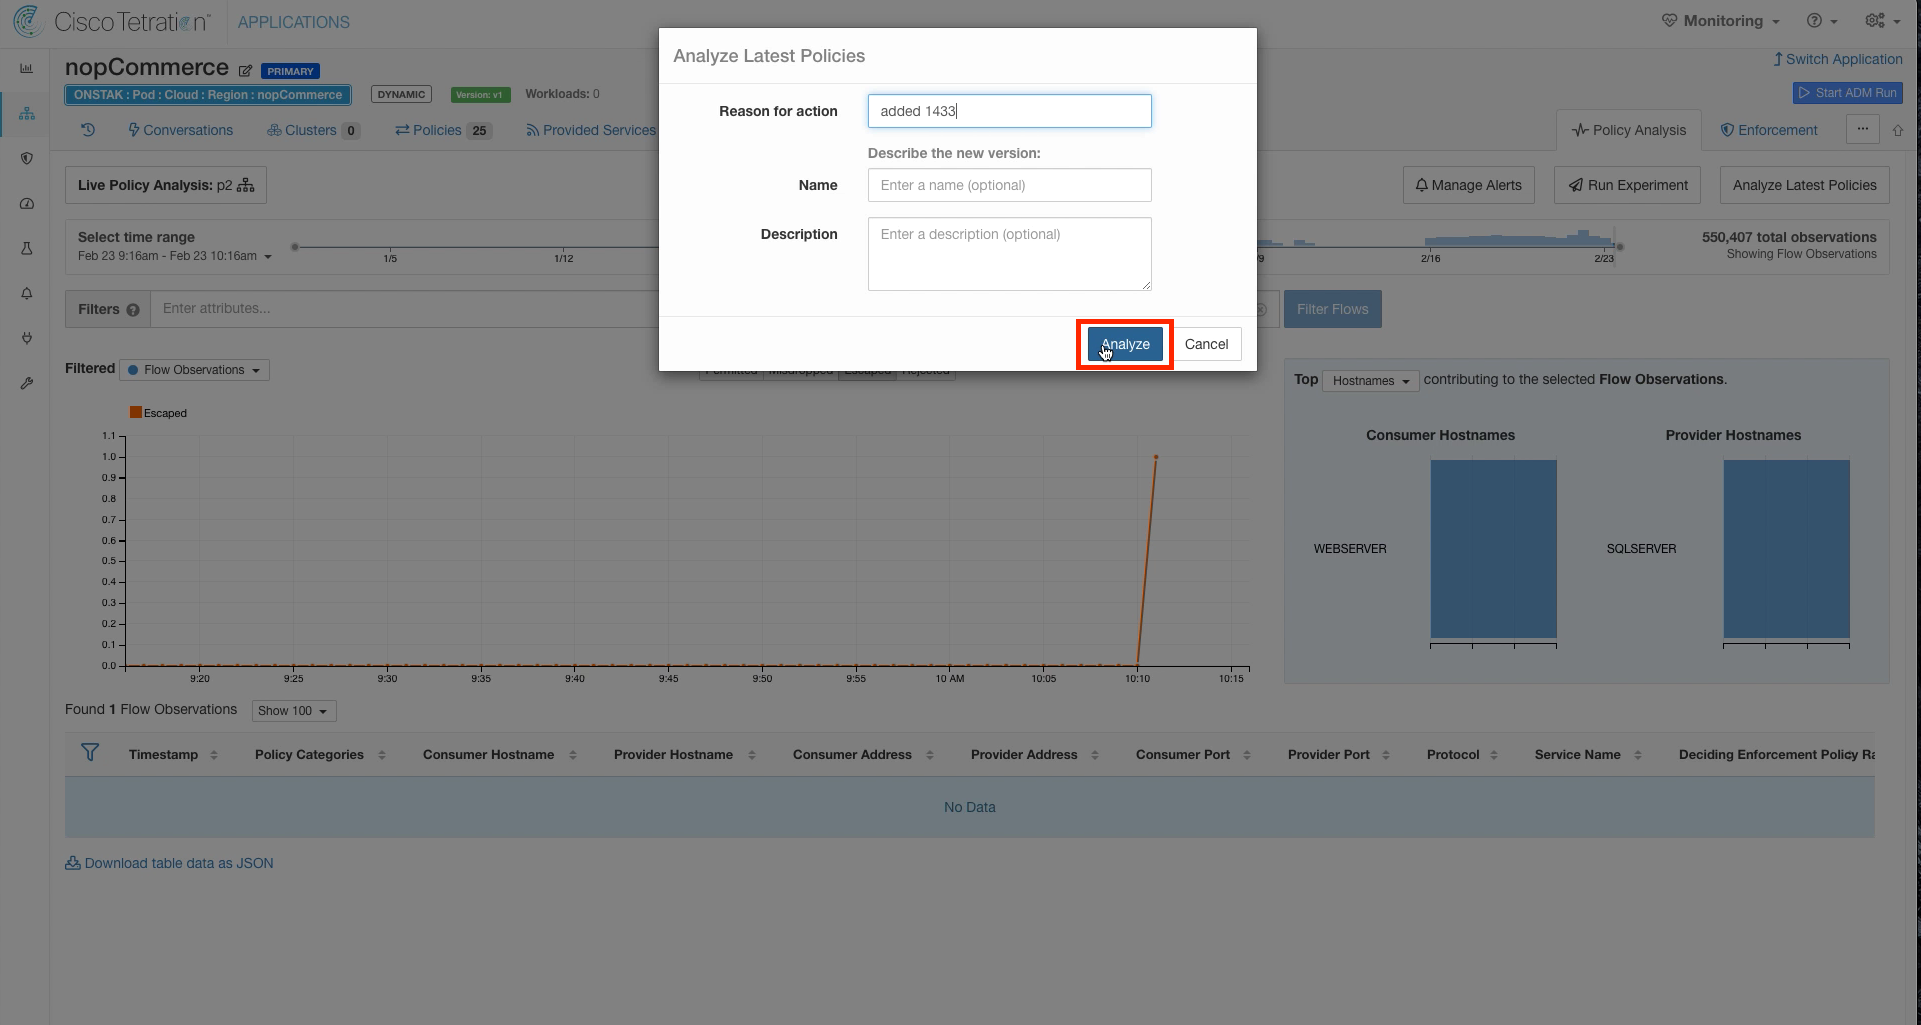 Cisco Tetration
APPLICATIONS
Monitoring
nopCommerce
PRIMARY
Switch Application
ONSTAK : Pod : Cloud : Region : nopCommerce
DYNAMIC
Version: v1
Workloads: 0
Start ADM Run
Conversations
Clusters 0
Policies 25
Provided Services
Policy Analysis
Enforcement
...
Live Policy Analysis: p2
Manage Alerts
Run Experiment
Analyze Latest Policies
Select time range
Feb 23 9:16am - Feb 23 10:16am
1/5
1/12
/9
2/16
2/23
550,407 total observations
Showing Flow Observations
Filters
Enter attributes...
Filter Flows
Analyze Latest Policies
Reason for action
added 1433
Describe the new version:
Name
Enter a name (optional)
Description
Enter a description (optional)
Analyze
Cancel
Filtered
Flow Observations
Permitted Misdropped Escaped Rejected
Escaped
1.1
1.0
0.9
0.8
0.7
0.6
0.5
0.4
0.3
0.2
0.1
0.0
9:20 9:25 9:30 9:35 9:40 9:45 9:50 9:55 10 AM 10:05 10:10 10:15
Top Hostnames contributing to the selected Flow Observations.
Consumer Hostnames
Provider Hostnames
WEBSERVER
SQLSERVER
Found 1 Flow Observations
Show 100
Timestamp Policy Categories Consumer Hostname Provider Hostname Consumer Address Provider Address Consumer Port Provider Port Protocol Service Name Deciding Enforcement Policy Ra
No Data
Download table data as JSON